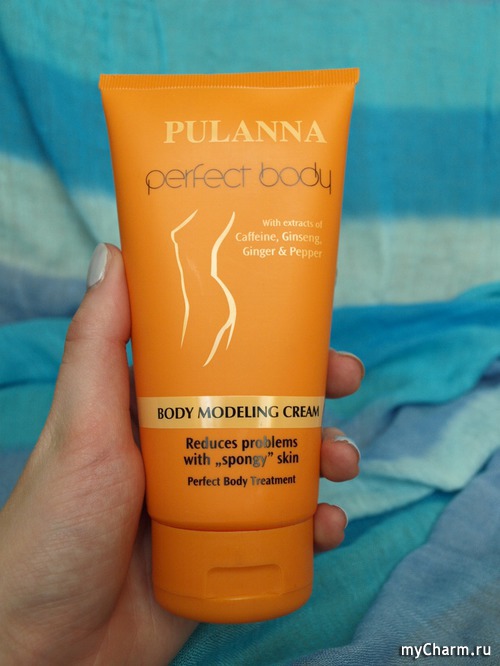 PULANNA
perfect body
With extracts of
Caffeine, Ginseng,
Ginger & Pepper
BODY MODELING CREAM
Reduces problems
with „spongy” skin
Perfect Body Treatment
myCharm.ru